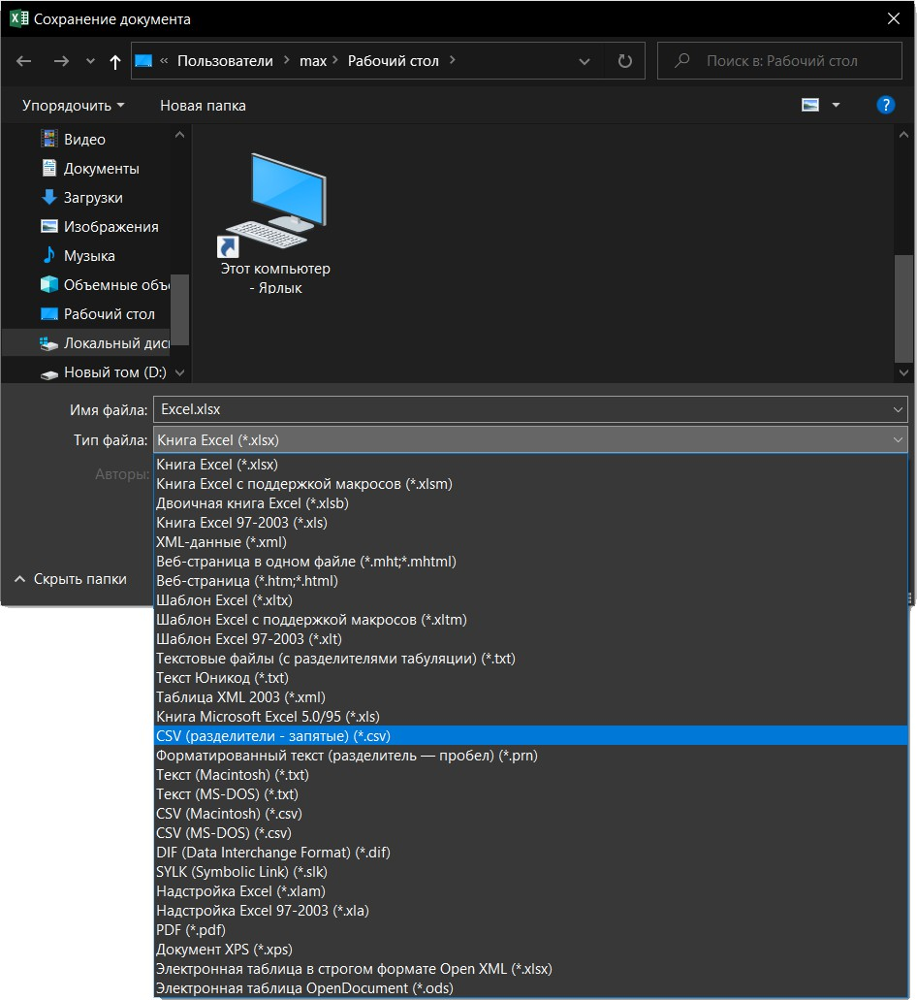 Сохранение документа
« Пользователи > max > Рабочий стол >
Поиск в: Рабочий стол
Упорядочить
Новая папка
?
Видео
Документы
Загрузки
Изображения
Музыка
Объемные объ
Рабочий стол
Локальный дис
Новый том (D:)
Этот компьютер
- Ярлык
Имя файла: Excel.xlsx
Тип файла: Книга Excel (*.xlsx)
Авторы:
Скрыть папки
Книга Excel (*.xlsx)
Книга Excel с поддержкой макросов (*.xlsm)
Двоичная книга Excel (*.xlsb)
Книга Excel 97-2003 (*.xls)
XML-данные (*.xml)
Веб-страница в одном файле (*.mht;*.mhtml)
Веб-страница (*.htm;*.html)
Шаблон Excel (*.xltx)
Шаблон Excel с поддержкой макросов (*.xltm)
Шаблон Excel 97-2003 (*.xlt)
Текстовые файлы (с разделителями табуляции) (*.txt)
Текст Юникод (*.txt)
Таблица XML 2003 (*.xml)
Книга Microsoft Excel 5.0/95 (*.xls)
CSV (разделители - запятые) (*.csv)
Форматированный текст (разделитель — пробел) (*.prn)
Текст (Macintosh) (*.txt)
Текст (MS-DOS) (*.txt)
CSV (Macintosh) (*.csv)
CSV (MS-DOS) (*.csv)
DIF (Data Interchange Format) (*.dif)
SYLK (Symbolic Link) (*.slk)
Надстройка Excel (*.xlam)
Надстройка Excel 97-2003 (*.xla)
PDF (*.pdf)
Документ XPS (*.xps)
Электронная таблица в строгом формате Open XML (*.xlsx)
Электронная таблица OpenDocument (*.ods)